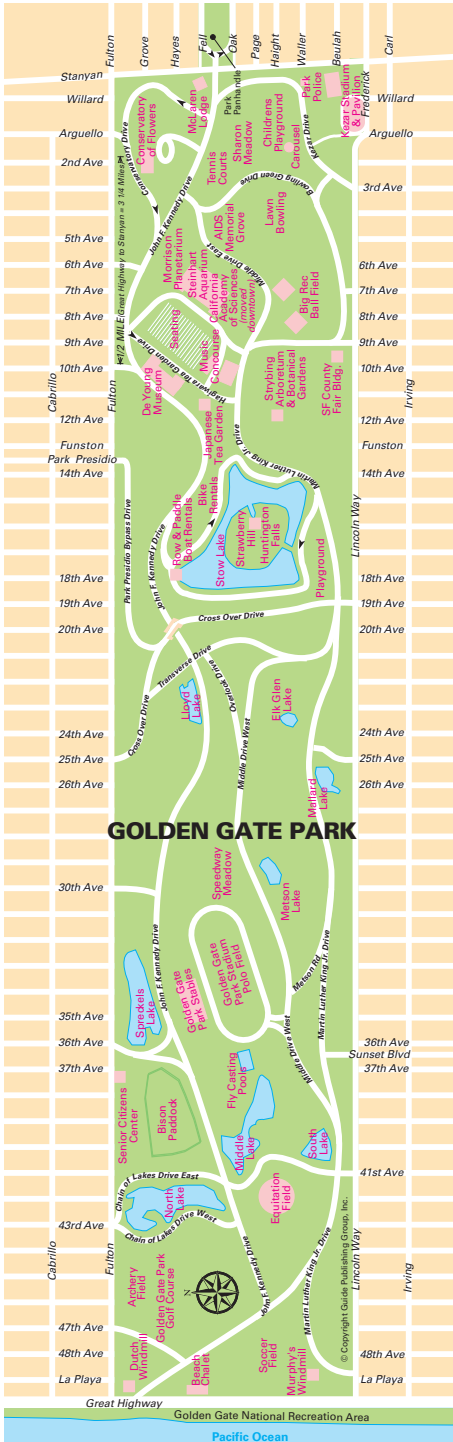 Fulton
Grove
Hayes
Fell
Oak
Page
Haight
Waller
Beulah
Frederick
Carl
Park
Panhandle
Stanyan
Willard
Arguello
2nd Ave
5th Ave
6th Ave
7th Ave
8th Ave
9th Ave
10th Ave
12th Ave
Funston
Park Presidio
14th Ave
18th Ave
19th Ave
20th Ave
24th Ave
25th Ave
26th Ave
30th Ave
35th Ave
36th Ave
37th Ave
43rd Ave
47th Ave
48th Ave
La Playa
Great Highway
Cabrillo
Fulton
Cabrillo
Fulton
Willard
Arguello
3rd Ave
6th Ave
7th Ave
8th Ave
9th Ave
10th Ave
12th Ave
Funston
14th Ave
18th Ave
19th Ave
20th Ave
24th Ave
25th Ave
26th Ave
36th Ave
Sunset Blvd
37th Ave
41st Ave
48th Ave
La Playa
Irving
Lincoln Way
Irving
Lincoln Way
1/2 MILE(Great Highway to Stanyan = 3 1/4 Miles)
Conservatory Drive
Conservatory
of Flowers
McLaren
Lodge
Park
Police
Kezar Stadium
& Pavilion
Kezar Drive
Childrens
Playground
Carousel
Sharon
Meadow
Tennis
Courts
Bowling Green Drive
Lawn
Bowling
AIDS
Memorial
Grove
Middle Drive East
John F. Kennedy Drive
Morrison
Planetarium
Steinhart
Aquarium
California
Academy
of Sciences
(moved
downtown)
Big Rec
Ball Field
Seating
Music
Concourse
Hagiwara Tea Garden Drive
De Young
Museum
Japanese
Tea Garden
Strybing
Arboretum
& Botanical
Gardens
SF County
Fair Bldg.
Martin Luther King Jr. Drive
Bike
Rentals
Row & Paddle
Boat Rentals
Stow Lake
Strawberry
Hill
Huntington
Falls
Playground
Park Presidio Bypass Drive
John F. Kennedy Drive
Cross Over Drive
Transverse Drive
Cross Over Drive
Overlook Drive
Lloyd
Lake
Elk Glen
Lake
Middle Drive West
Mallard
Lake
GOLDEN GATE PARK
Speedway
Meadow
Metson
Lake
John F. Kennedy Drive
Spreckels
Lake
Golden Gate
Park Stables
Golden Gate
Park Stadium
Polo Field
Metson Rd.
Martin Luther King Jr. Drive
Middle Drive West
Senior Citizens
Center
Bison
Paddock
Fly Casting
Pools
Middle
Lake
South
Lake
Chain of Lakes Drive East
North
Lake
Chain of Lakes Drive West
Equitation
Field
Archery
Field
Golden Gate Park
Golf Course
John F. Kennedy Drive
Martin Luther King Jr. Drive
Dutch
Windmill
Beach
Chalet
Soccer
Field
Murphy's
Windmill
© Copyright Guide Publishing Group, Inc.
Golden Gate National Recreation Area
Pacific Ocean